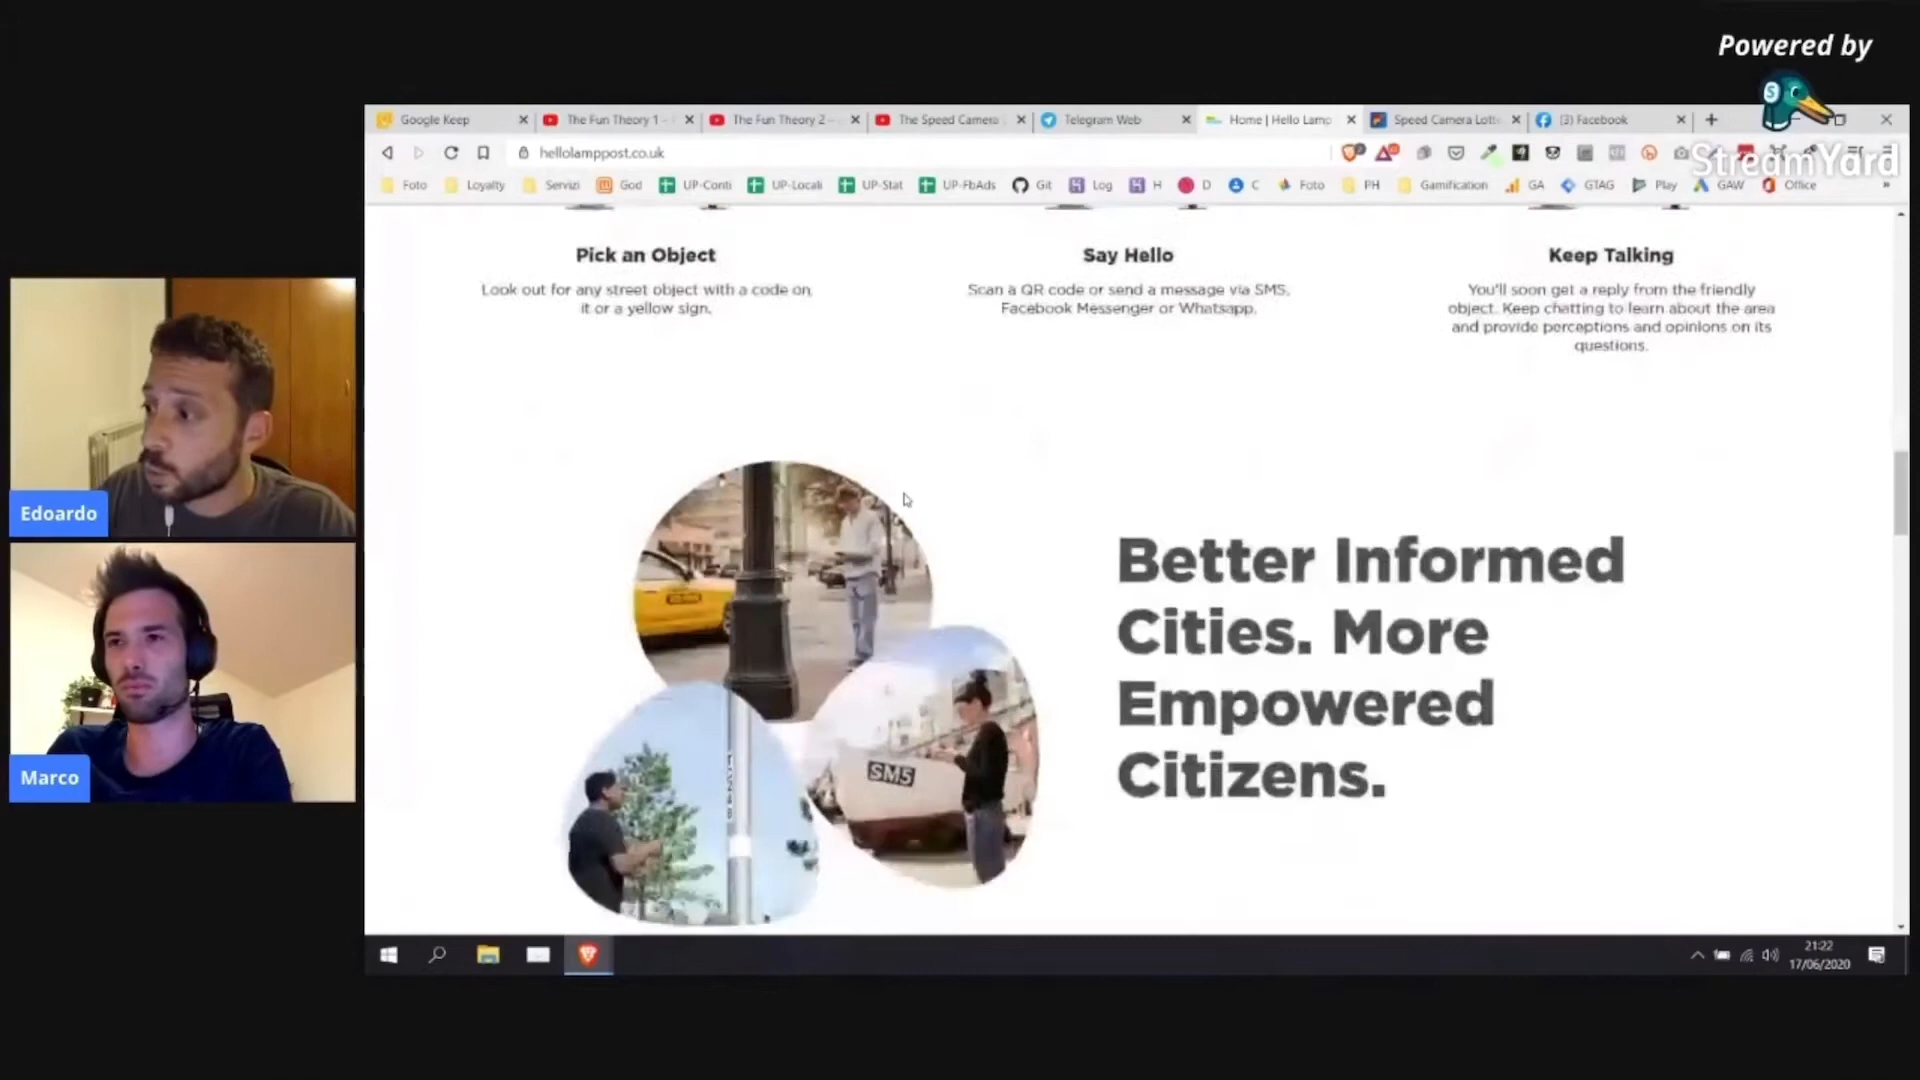 Powered by
StreamYard
Google Keep
The Fun Theory 1 -
The Fun Theory 2 -
The Speed Camera
Telegram Web
Home | Hello Lamp
Speed Camera Lott
(3) Facebook
hellolamppost.co.uk
Foto
Loyalty
Servizi
God
UP-Conti
UP-Locali
UP-Stat
UP-FbAds
Git
Log
H
D
C
Foto
PH
Gamification
GA
GTAG
Play
GAW
Office
Pick an Object
Look out for any street object with a code on
it or a yellow sign.
Say Hello
Scan a QR code or send a message via SMS,
Facebook Messenger or Whatsapp.
Keep Talking
You'll soon get a reply from the friendly
object. Keep chatting to learn about the area
and provide perceptions and opinions on its
questions.
Edoardo
Marco
SM5
Better Informed
Cities. More
Empowered
Citizens.
21:22
17/06/2020